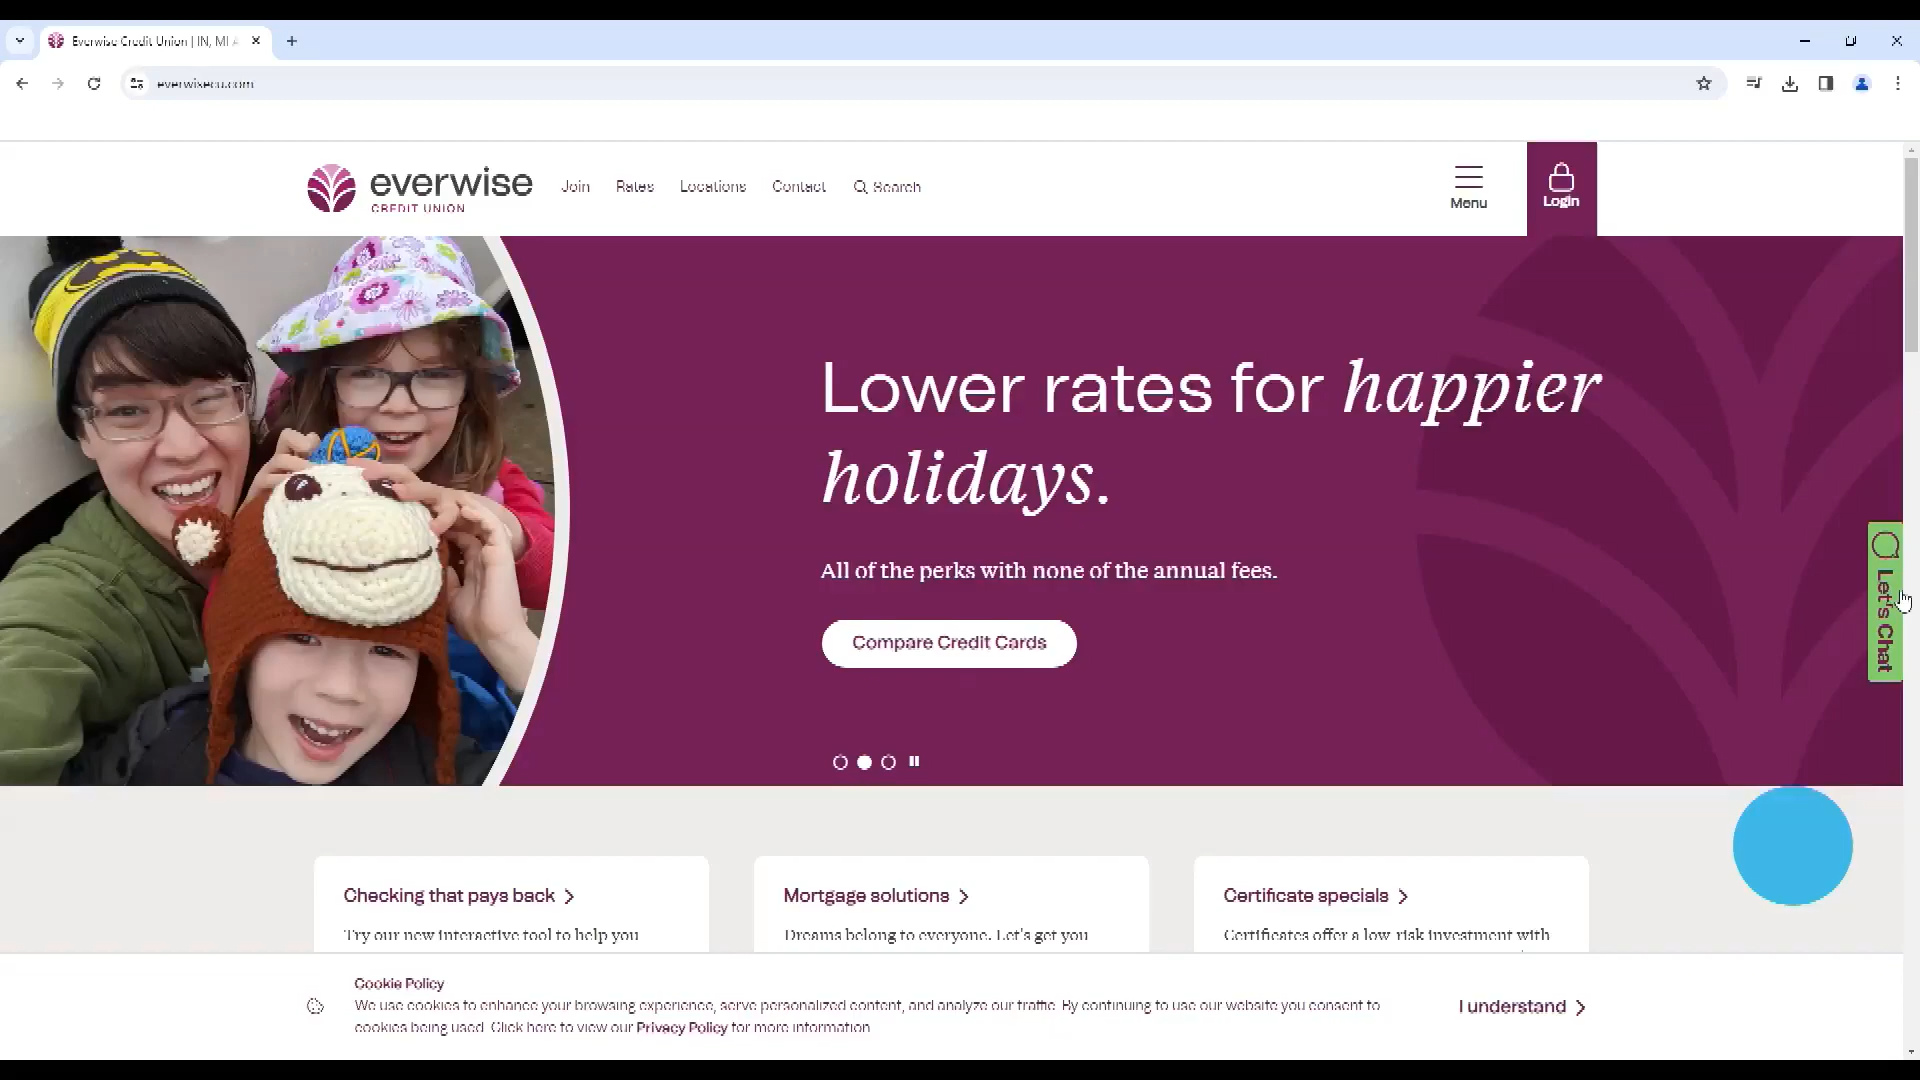 Everwise Credit Union | IN, MI
everwisecu.com
everwise
CREDIT UNION
Join
Rates
Locations
Contact
Search
Menu
Login
Lower rates for happier
holidays.
All of the perks with none of the annual fees.
Compare Credit Cards
Let's Chat
Checking that pays back
Try our new interactive tool to help you
Mortgage solutions
Dreams belong to everyone. Let's get you
Certificate specials
Certificates offer a low-risk investment with
Cookie Policy
We use cookies to enhance your browsing experience, serve personalized content, and analyze our traffic. By continuing to use our website you consent to
cookies being used. Click here to view our Privacy Policy for more information.
I understand